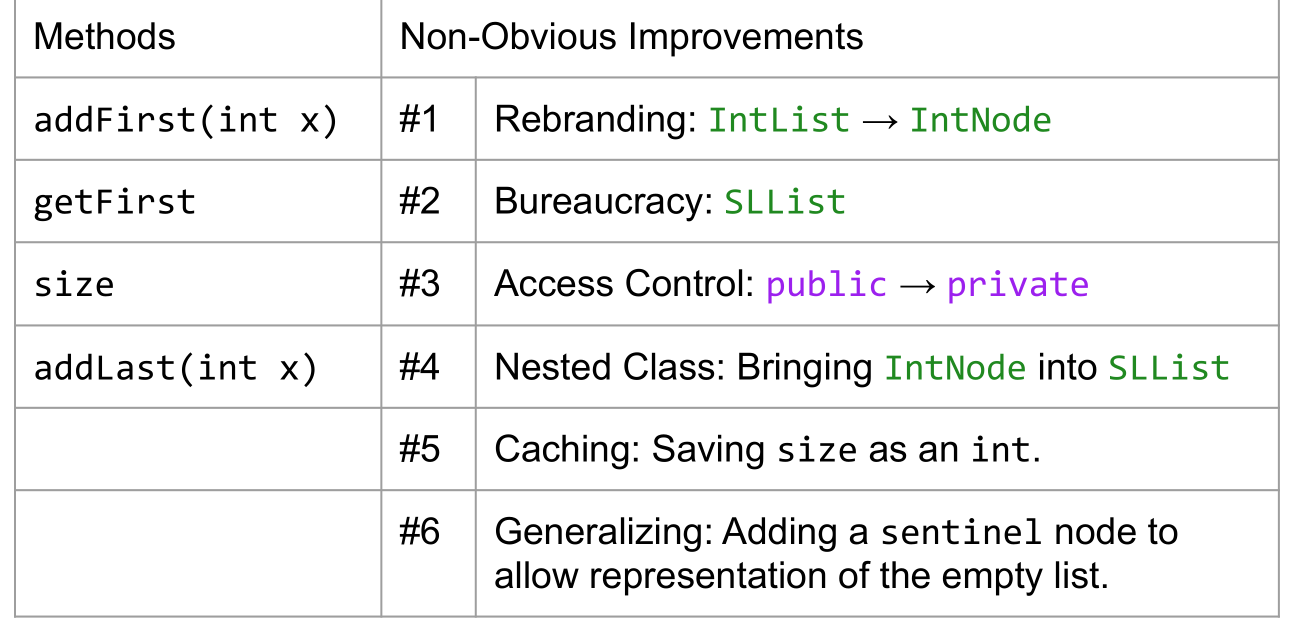 Methods Non-Obvious Improvements
addFirst(int x) #1 Rebranding: IntList → IntNode
getFirst #2 Bureaucracy: SLList
size #3 Access Control: public → private
addLast(int x) #4 Nested Class: Bringing IntNode into SLList
#5 Caching: Saving size as an int.
#6 Generalizing: Adding a sentinel node to
allow representation of the empty list.